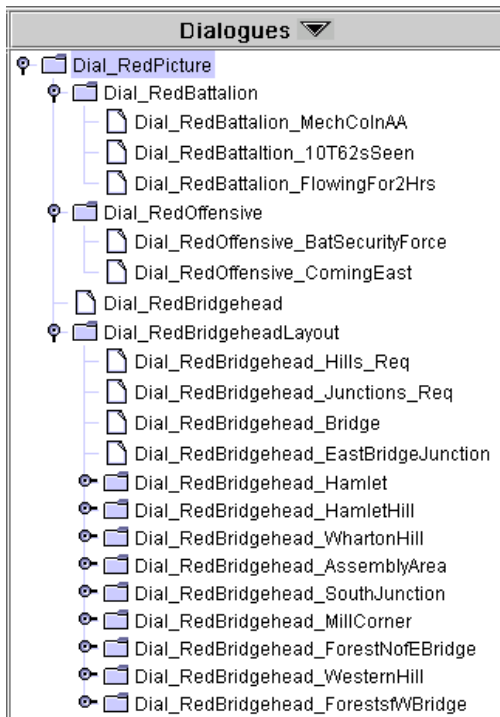 Dialogues
Dial_RedPicture
Dial_RedBattalion
Dial_RedBattalion_MechCoInAA
Dial_RedBattaltion_10T62sSeen
Dial_RedBattalion_FlowingFor2Hrs
Dial_RedOffensive
Dial_RedOffensive_BatSecurityForce
Dial_RedOffensive_ComingEast
Dial_RedBridgehead
Dial_RedBridgeheadLayout
Dial_RedBridgehead_Hills_Req
Dial_RedBridgehead_Junctions_Req
Dial_RedBridgehead_Bridge
Dial_RedBridgehead_EastBridgeJunction
Dial_RedBridgehead_Hamlet
Dial_RedBridgehead_HamletHill
Dial_RedBridgehead_WhartonHill
Dial_RedBridgehead_AssemblyArea
Dial_RedBridgehead_SouthJunction
Dial_RedBridgehead_MillCorner
Dial_RedBridgehead_ForestNofEBridge
Dial_RedBridgehead_WesternHill
Dial_RedBridgehead_ForestsfWBridge